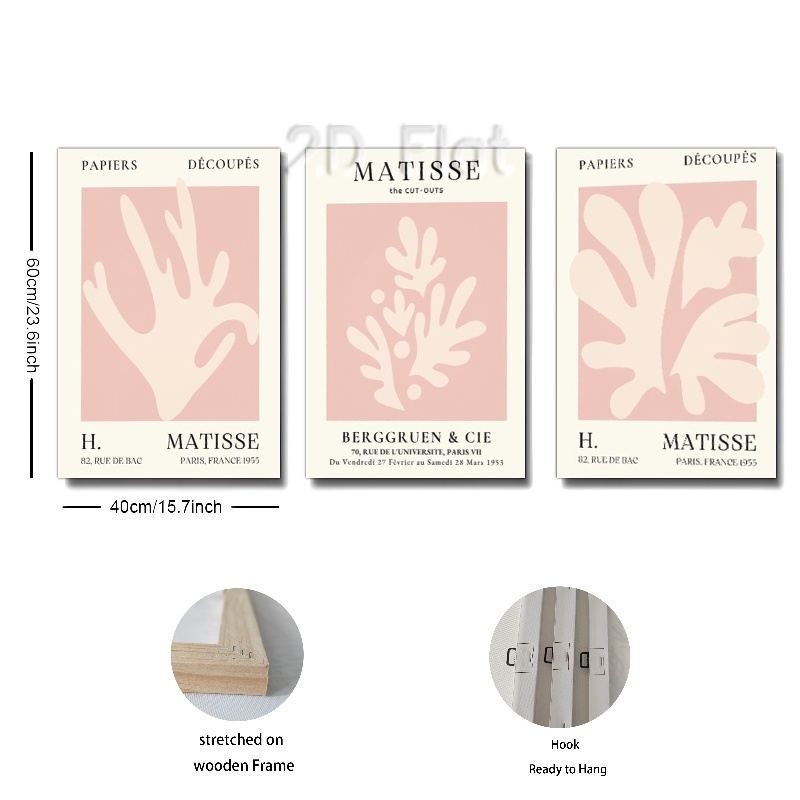 2D Flat
PAPIERS DÉCOUPÊS
MATISSE
the CUT-OUTS
PAPIERS DÉCOUPÊS
60cm/23.6inch
H. MATISSE
82, RUE DE BAC PARIS, FRANCE 1955
BERGGRUEN & CIE
70, RUE DE L'UNIVERSITE, PARIS VII
Du Vendredi 27 Février au Samedi 28 Mars 1953
H. MATISSE
82, RUE DE BAC PARIS, FRANCE 1955
40cm/15.7inch
stretched on
wooden Frame
Hook
Ready to Hang